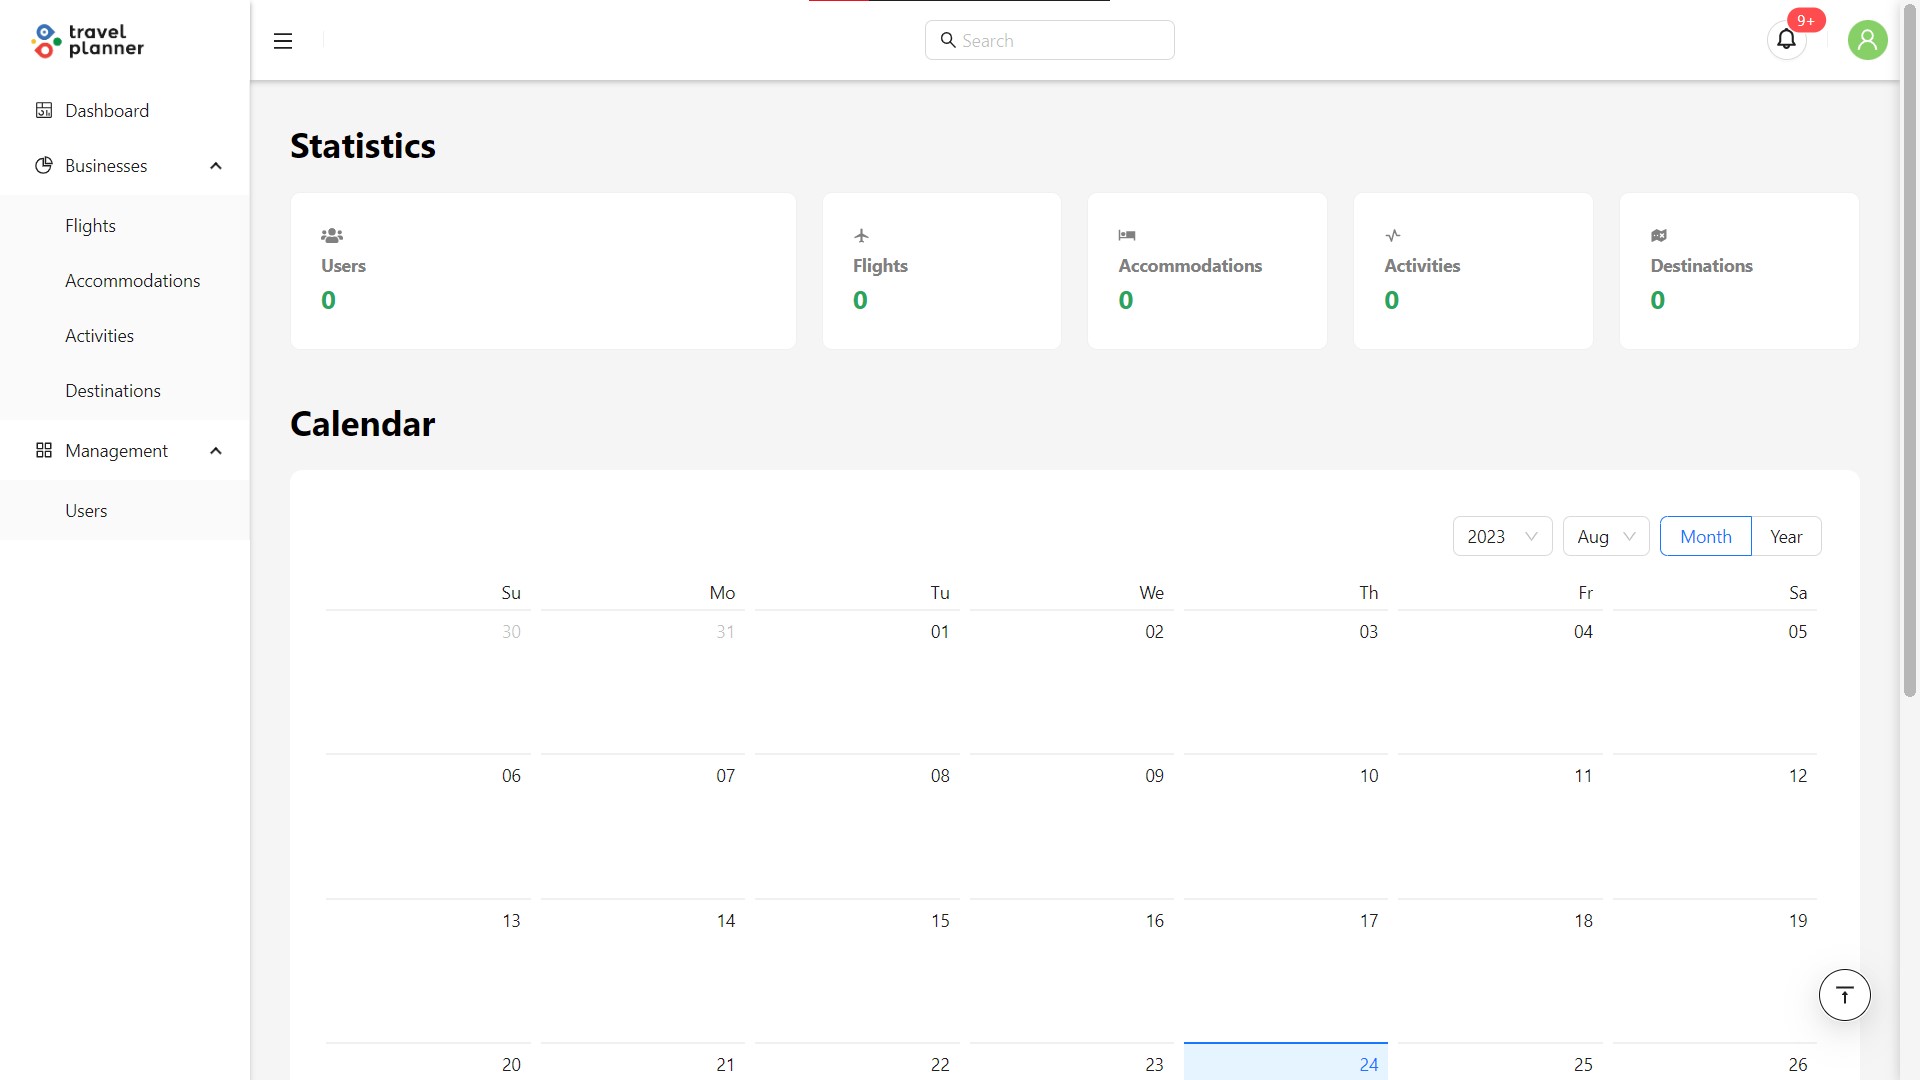 travel
planner
Search
9+
Dashboard
Businesses
Flights
Accommodations
Activities
Destinations
Management
Users
Statistics
Users
0
Flights
0
Accommodations
0
Activities
0
Destinations
0
Calendar
2023 Aug Month Year
Su Mo Tu We Th Fr Sa
30 31 01 02 03 04 05
06 07 08 09 10 11 12
13 14 15 16 17 18 19
20 21 22 23 24 25 26